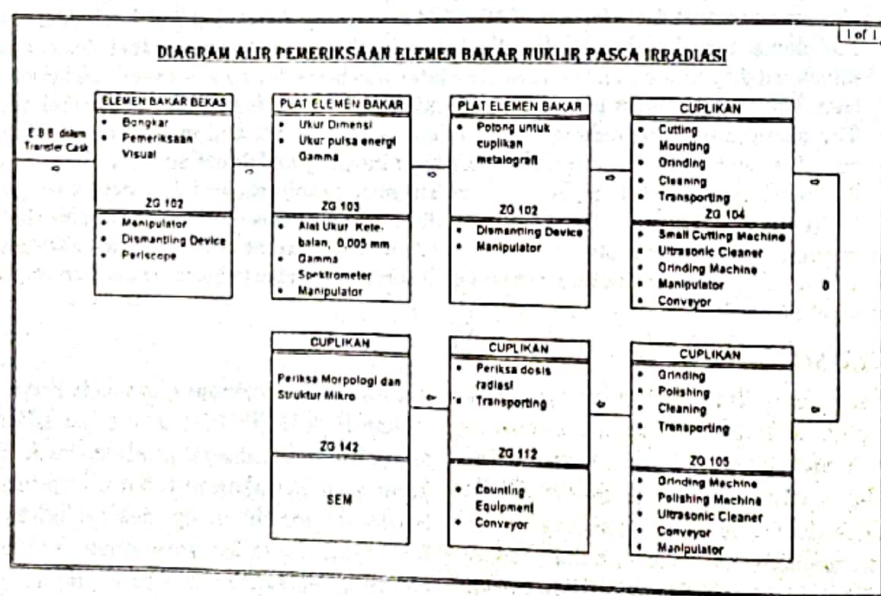 1 of 1
DIAGRAM ALIR PEMERIKSAAN ELEMEN BAKAR NUKLIR PASCA IRRADIASI
E B B dalam
Transfer Cask
ELEMEN BAKAR BEKAS
• Bongkar
• Pemeriksaan
Visual
ZG 102
• Manipulator
• Dismantling Device
• Periscope
PLAT ELEMEN BAKAR
• Ukur Dimensi
• Ukur pulsa energi
Gamma
ZG 103
• Alat Ukur Kete-
balan, 0,005 mm
• Gamma
• Spektrometer
• Manipulator
PLAT ELEMEN BAKAR
• Potong untuk
cuplikan
metalografi
ZG 102
• Dismantling Device
• Manipulator
CUPLIKAN
• Cutting
• Mounting
• Grinding
• Cleaning
• Transporting
ZG 104
• Small Cutting Machine
• Ultrasonic Cleaner
• Grinding Machine
• Manipulator
• Conveyor
CUPLIKAN
• Grinding
• Polishing
• Cleaning
• Transporting
ZG 105
• Grinding Machine
• Polishing Machine
• Ultrasonic Cleaner
• Conveyor
• Manipulator
CUPLIKAN
• Periksa dosis
radiasi
• Transporting
ZG 112
• Counting
Equipment
• Conveyor
CUPLIKAN
Periksa Morpologi dan
Struktur Mikro
ZG 142
SEM